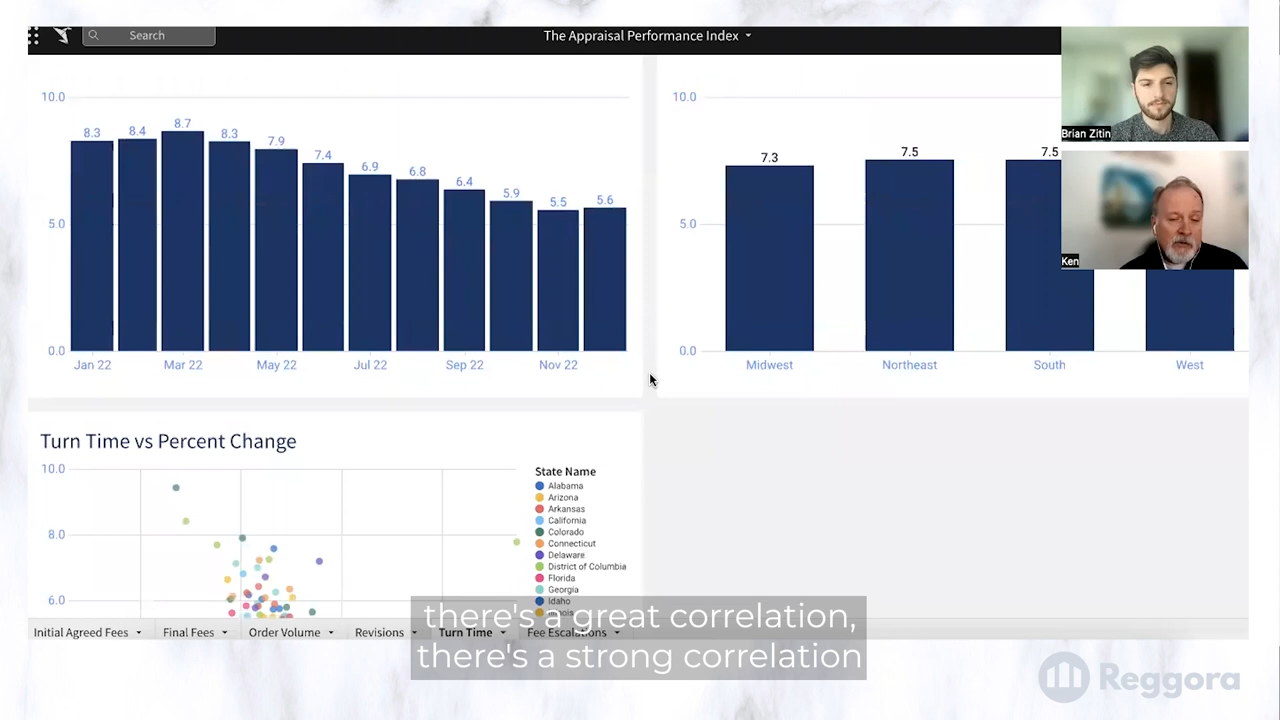 Search
The Appraisal Performance Index
10.0
8.3 8.4 8.7 8.3 7.9 7.4 6.9 6.8 6.4 5.9 5.5 5.6
5.0
0.0
Jan 22 Mar 22 May 22 Jul 22 Sep 22 Nov 22
10.0
7.3 7.5 7.5
5.0
0.0
Midwest Northeast South West
Brian Zitin
Ken
Turn Time vs Percent Change
10.0
8.0
6.0
State Name
Alabama
Arizona
Arkansas
California
Colorado
Connecticut
Delaware
District of Columbia
Florida
Georgia
Idaho
Illinois
Initial Agreed Fees Final Fees Order Volume Revisions Turn Time Fee Escalations
there's a great correlation,
there's a strong correlation
Reggora